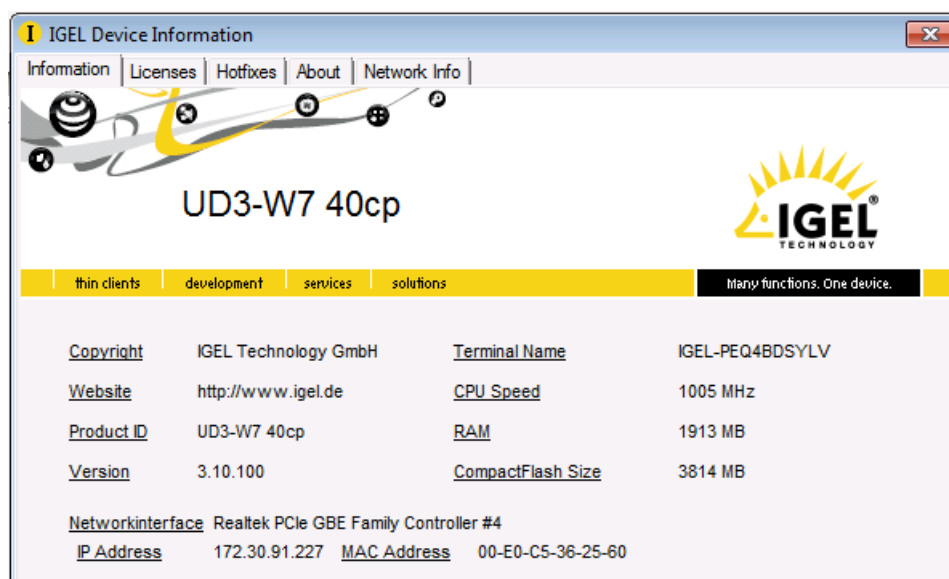 IGEL Device Information
Information Licenses Hotfixes About Network Info
UD3-W7 40cp
IGEL®
TECHNOLOGY
thin clients development services solutions Many functions. One device.
Copyright IGEL Technology GmbH Terminal Name IGEL-PEQ4BDSYLV
Website http://www.igel.de CPU Speed 1005 MHz
Product ID UD3-W7 40cp RAM 1913 MB
Version 3.10.100 CompactFlash Size 3814 MB
Networkinterface Realtek PCIe GBE Family Controller #4
IP Address 172.30.91.227 MAC Address 00-E0-C5-36-25-60